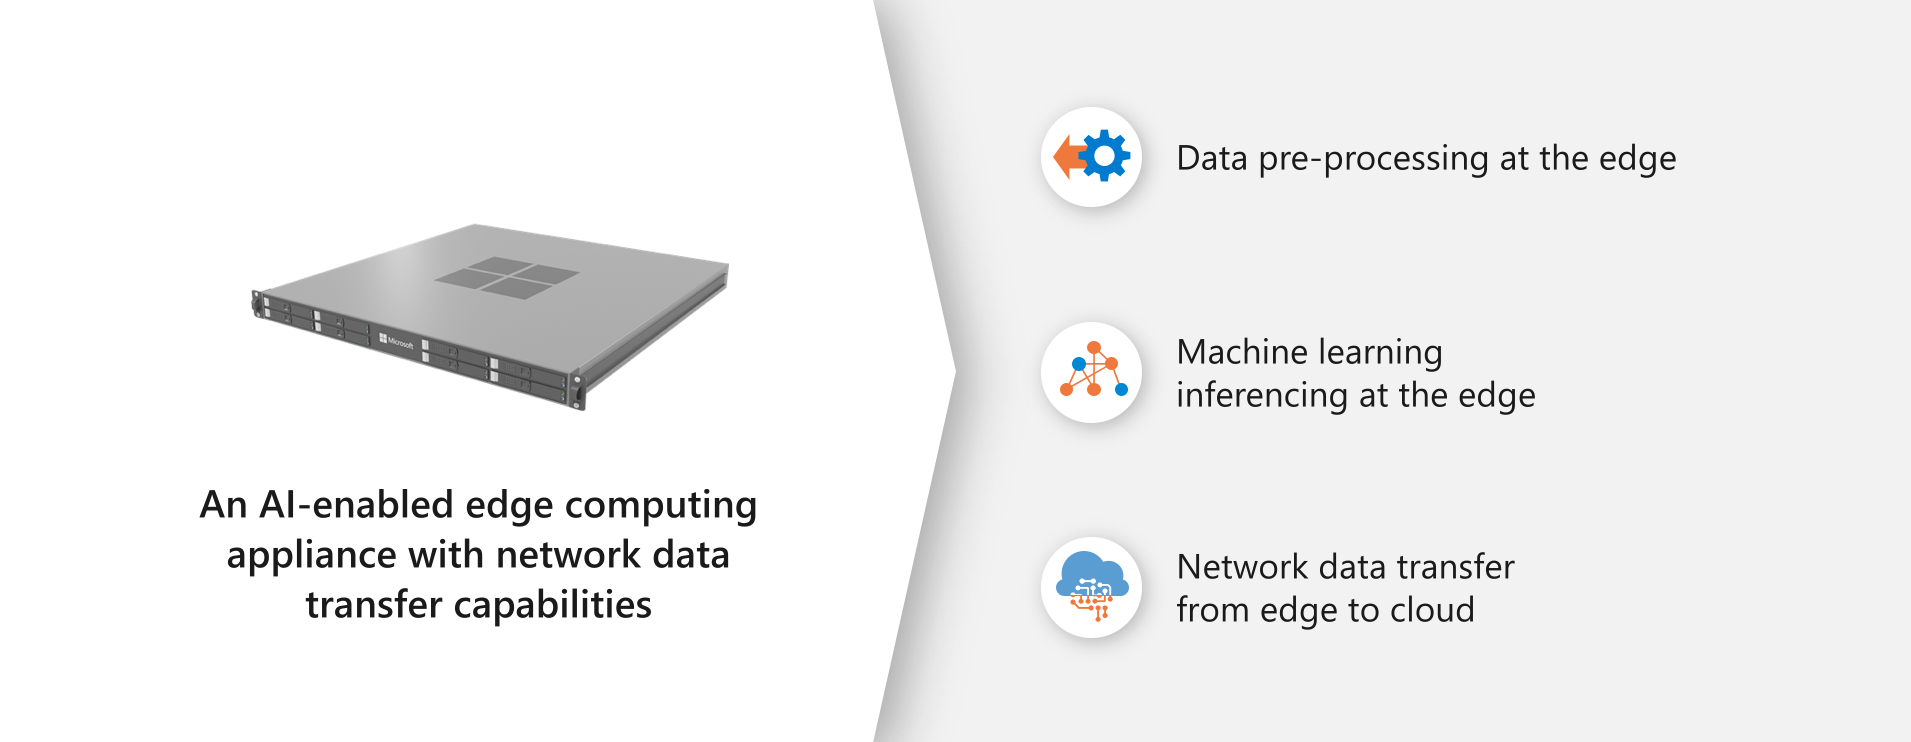 Microsoft
An AI-enabled edge computing
appliance with network data
transfer capabilities
Data pre-processing at the edge
Machine learning
inferencing at the edge
Network data transfer
from edge to cloud